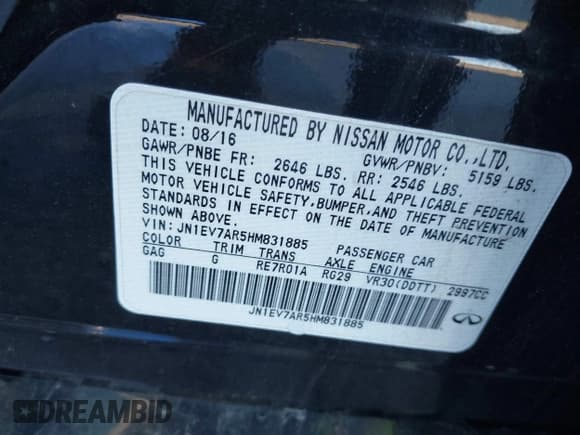 MANUFACTURED BY NISSAN MOTOR CO.,LTD.
DATE: 08/16 GVWR/PNBV: 5159 LBS.
GAWR/PNBE FR: 2646 LBS. RR: 2546 LBS.
THIS VEHICLE CONFORMS TO ALL APPLICABLE FEDERAL
MOTOR VEHICLE SAFETY,BUMPER,AND THEFT PREVENTION
STANDARDS IN EFFECT ON THE DATE OF MANUFACTURE
SHOWN ABOVE.
VIN: JN1EV7AR5HM831885 PASSENGER CAR
COLOR TRIM TRANS AXLE ENGINE
GAG G RE7R01A RG29 VR30(DDTT) 2997CC
JN1EV7AR5HM831885
DREAMBID